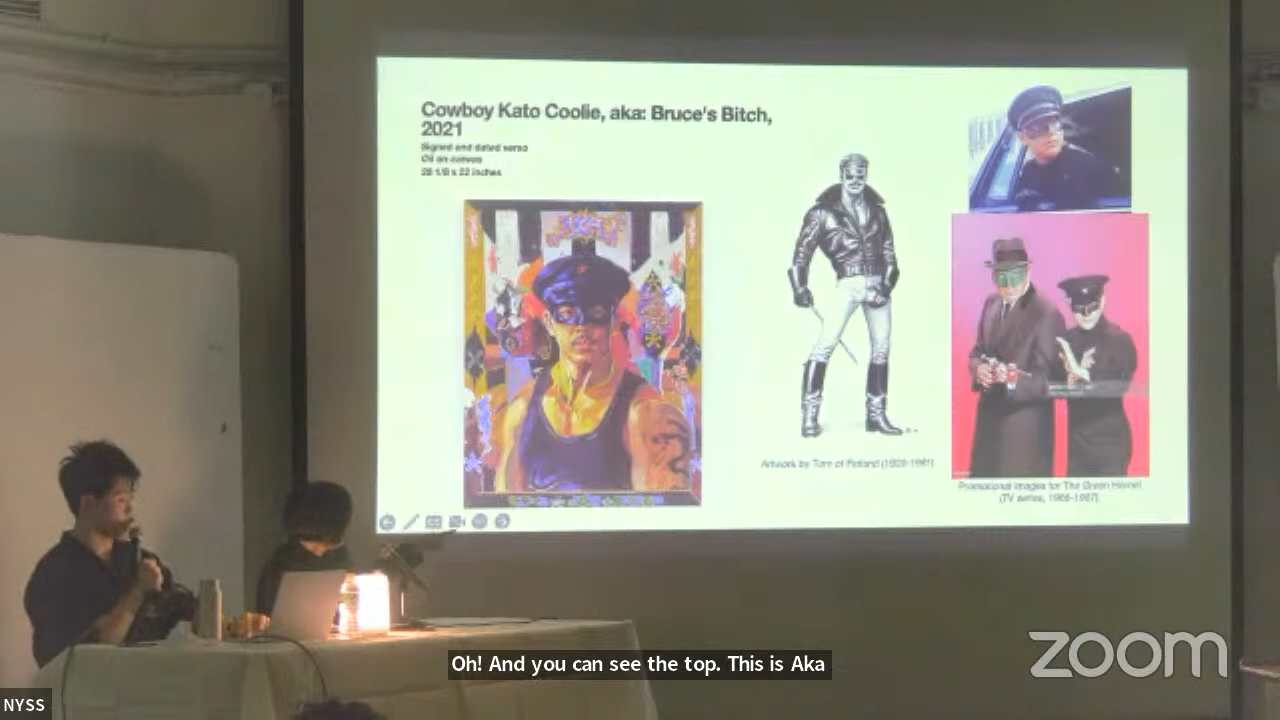 Cowboy Kato Coolie, aka: Bruce's Bitch,
2021
Signed and dated verso
Oil on canvas
28 1/8 x 22 inches
Artwork by Tom of Finland (1920-1991)
Promotional images for The Green Hornet
(TV series, 1966-1967)
Oh! And you can see the top. This is Aka
zoom
NYSS